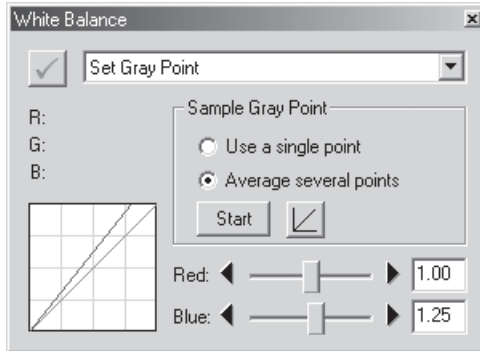 White Balance
Set Gray Point
R:
G:
B:
Sample Gray Point
Use a single point
Average several points
Start
Red: 1.00
Blue: 1.25